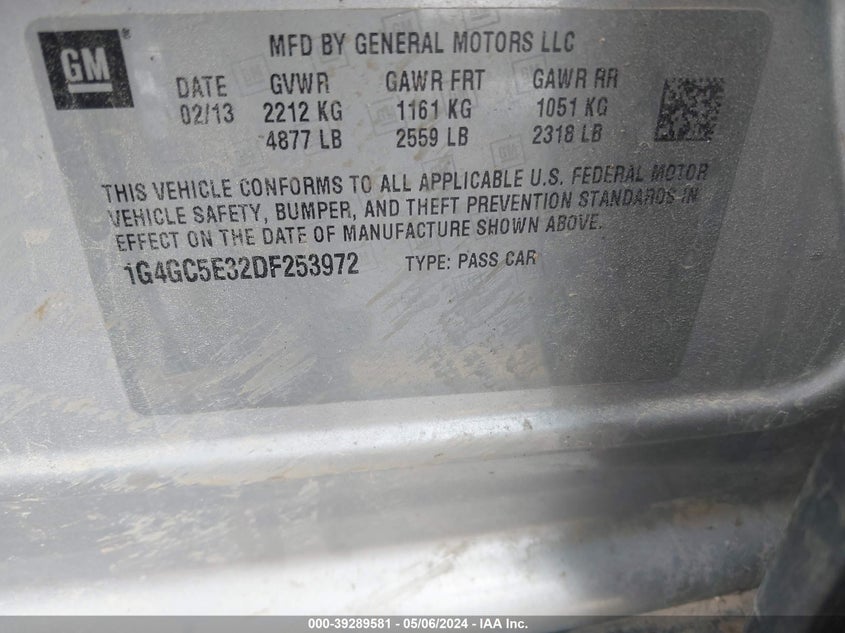 GM
MFD BY GENERAL MOTORS LLC
DATE GVWR GAWR FRT GAWR RR
02/13 2212 KG 1161 KG 1051 KG
4877 LB 2559 LB 2318 LB
THIS VEHICLE CONFORMS TO ALL APPLICABLE U.S. FEDERAL MOTOR
VEHICLE SAFETY, BUMPER, AND THEFT PREVENTION STANDARDS IN
EFFECT ON THE DATE OF MANUFACTURE SHOWN ABOVE.
1G4GC5E32DF253972 TYPE: PASS CAR
000-39289581 - 05/06/2024 - IAA Inc.